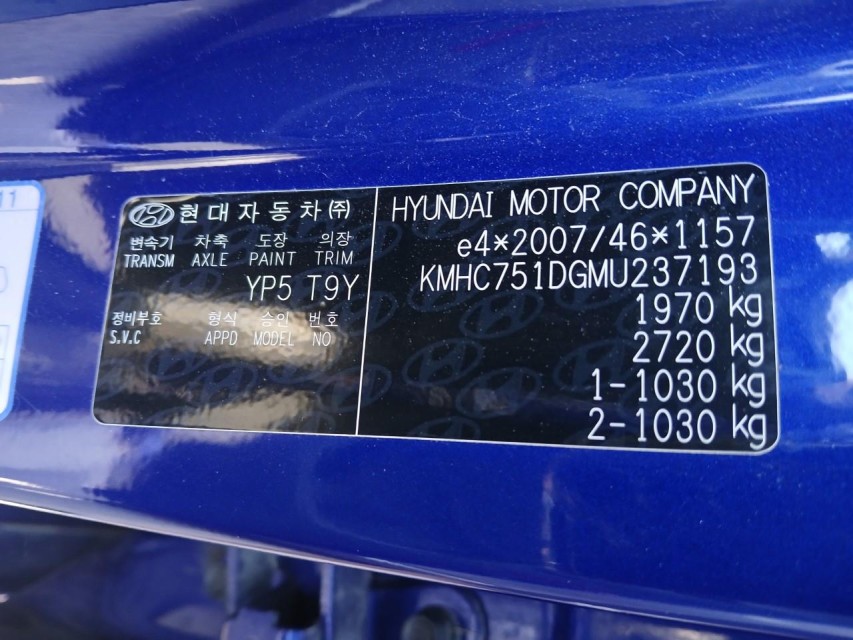 현대자동차(주)
변속기 차축 도장 의장
TRANSM AXLE PAINT TRIM
YP5 T9Y
정비부호 형식 승인 번호
S.V.C APPD MODEL NO
HYUNDAI MOTOR COMPANY
e4*2007/46*1157
KMHC751DGMU237193
1970 kg
2720 kg
1-1030 kg
2-1030 kg
11